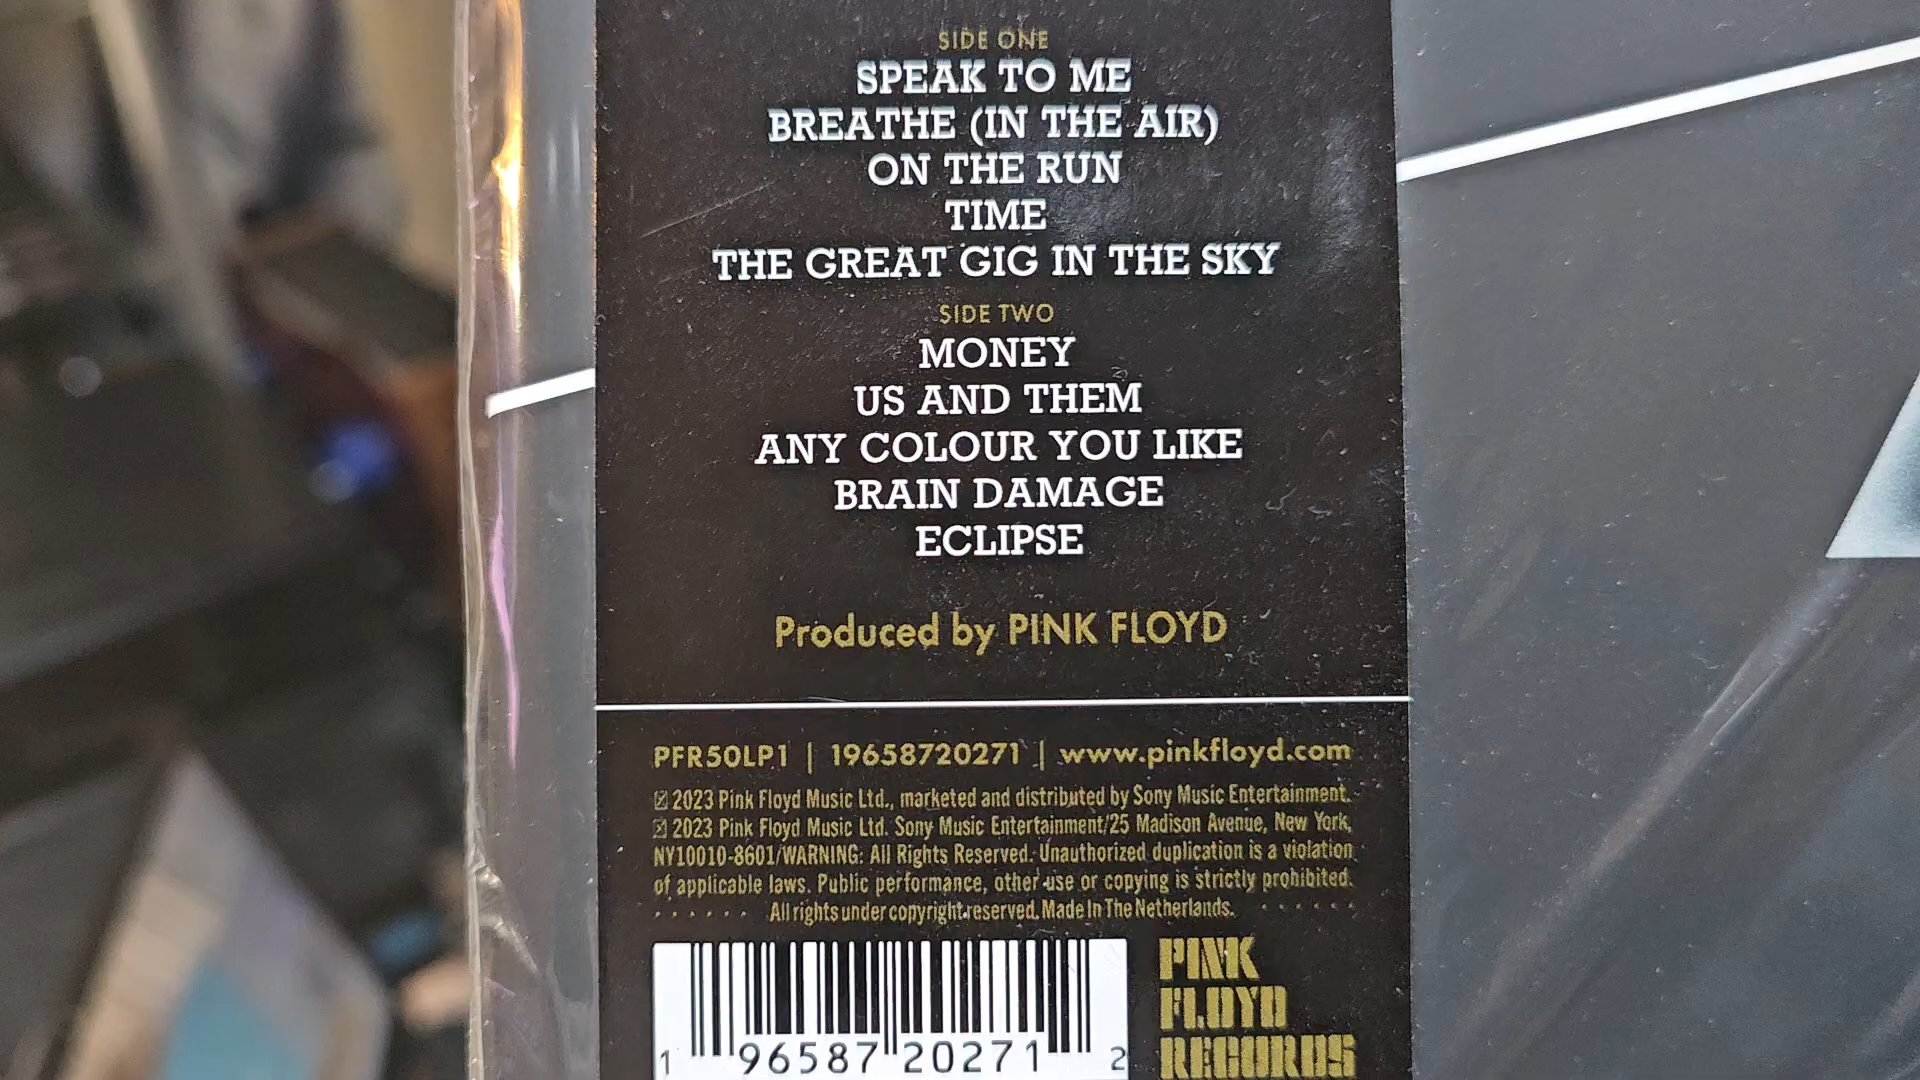 SIDE ONE
SPEAK TO ME
BREATHE (IN THE AIR)
ON THE RUN
TIME
THE GREAT GIG IN THE SKY
SIDE TWO
MONEY
US AND THEM
ANY COLOUR YOU LIKE
BRAIN DAMAGE
ECLIPSE
Produced by PINK FLOYD
PFR50LP1 | 19658720271 | www.pinkfloyd.com
☒ 2023 Pink Floyd Music Ltd., marketed and distributed by Sony Music Entertainment.
☒ 2023 Pink Floyd Music Ltd. Sony Music Entertainment/25 Madison Avenue, New York,
NY10010-8601/WARNING: All Rights Reserved. Unauthorized duplication is a violation
of applicable laws. Public performance, other use or copying is strictly prohibited.
All rights under copyright reserved. Made In The Netherlands.
1 96587 20271 2
PINK
FLOYD
RECORDS